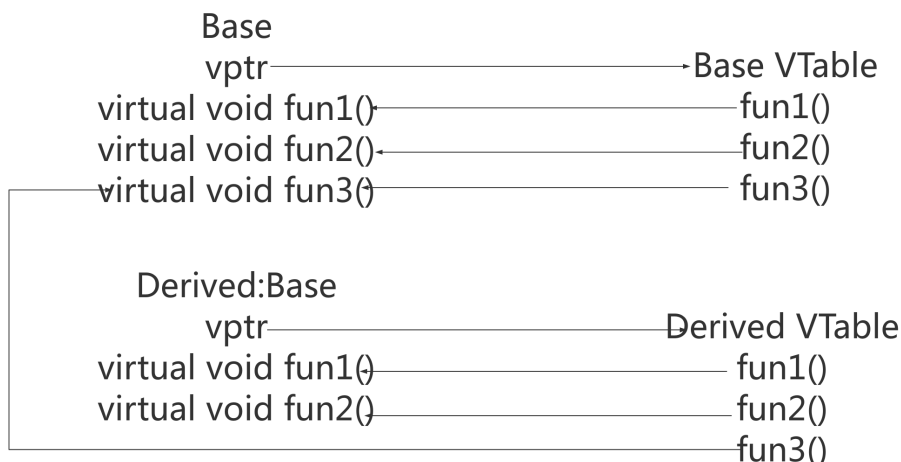 Base
vptr Base VTable
virtual void fun1() fun1()
virtual void fun2() fun2()
virtual void fun3() fun3()
Derived:Base
vptr Derived VTable
virtual void fun1() fun1()
virtual void fun2() fun2()
fun3()